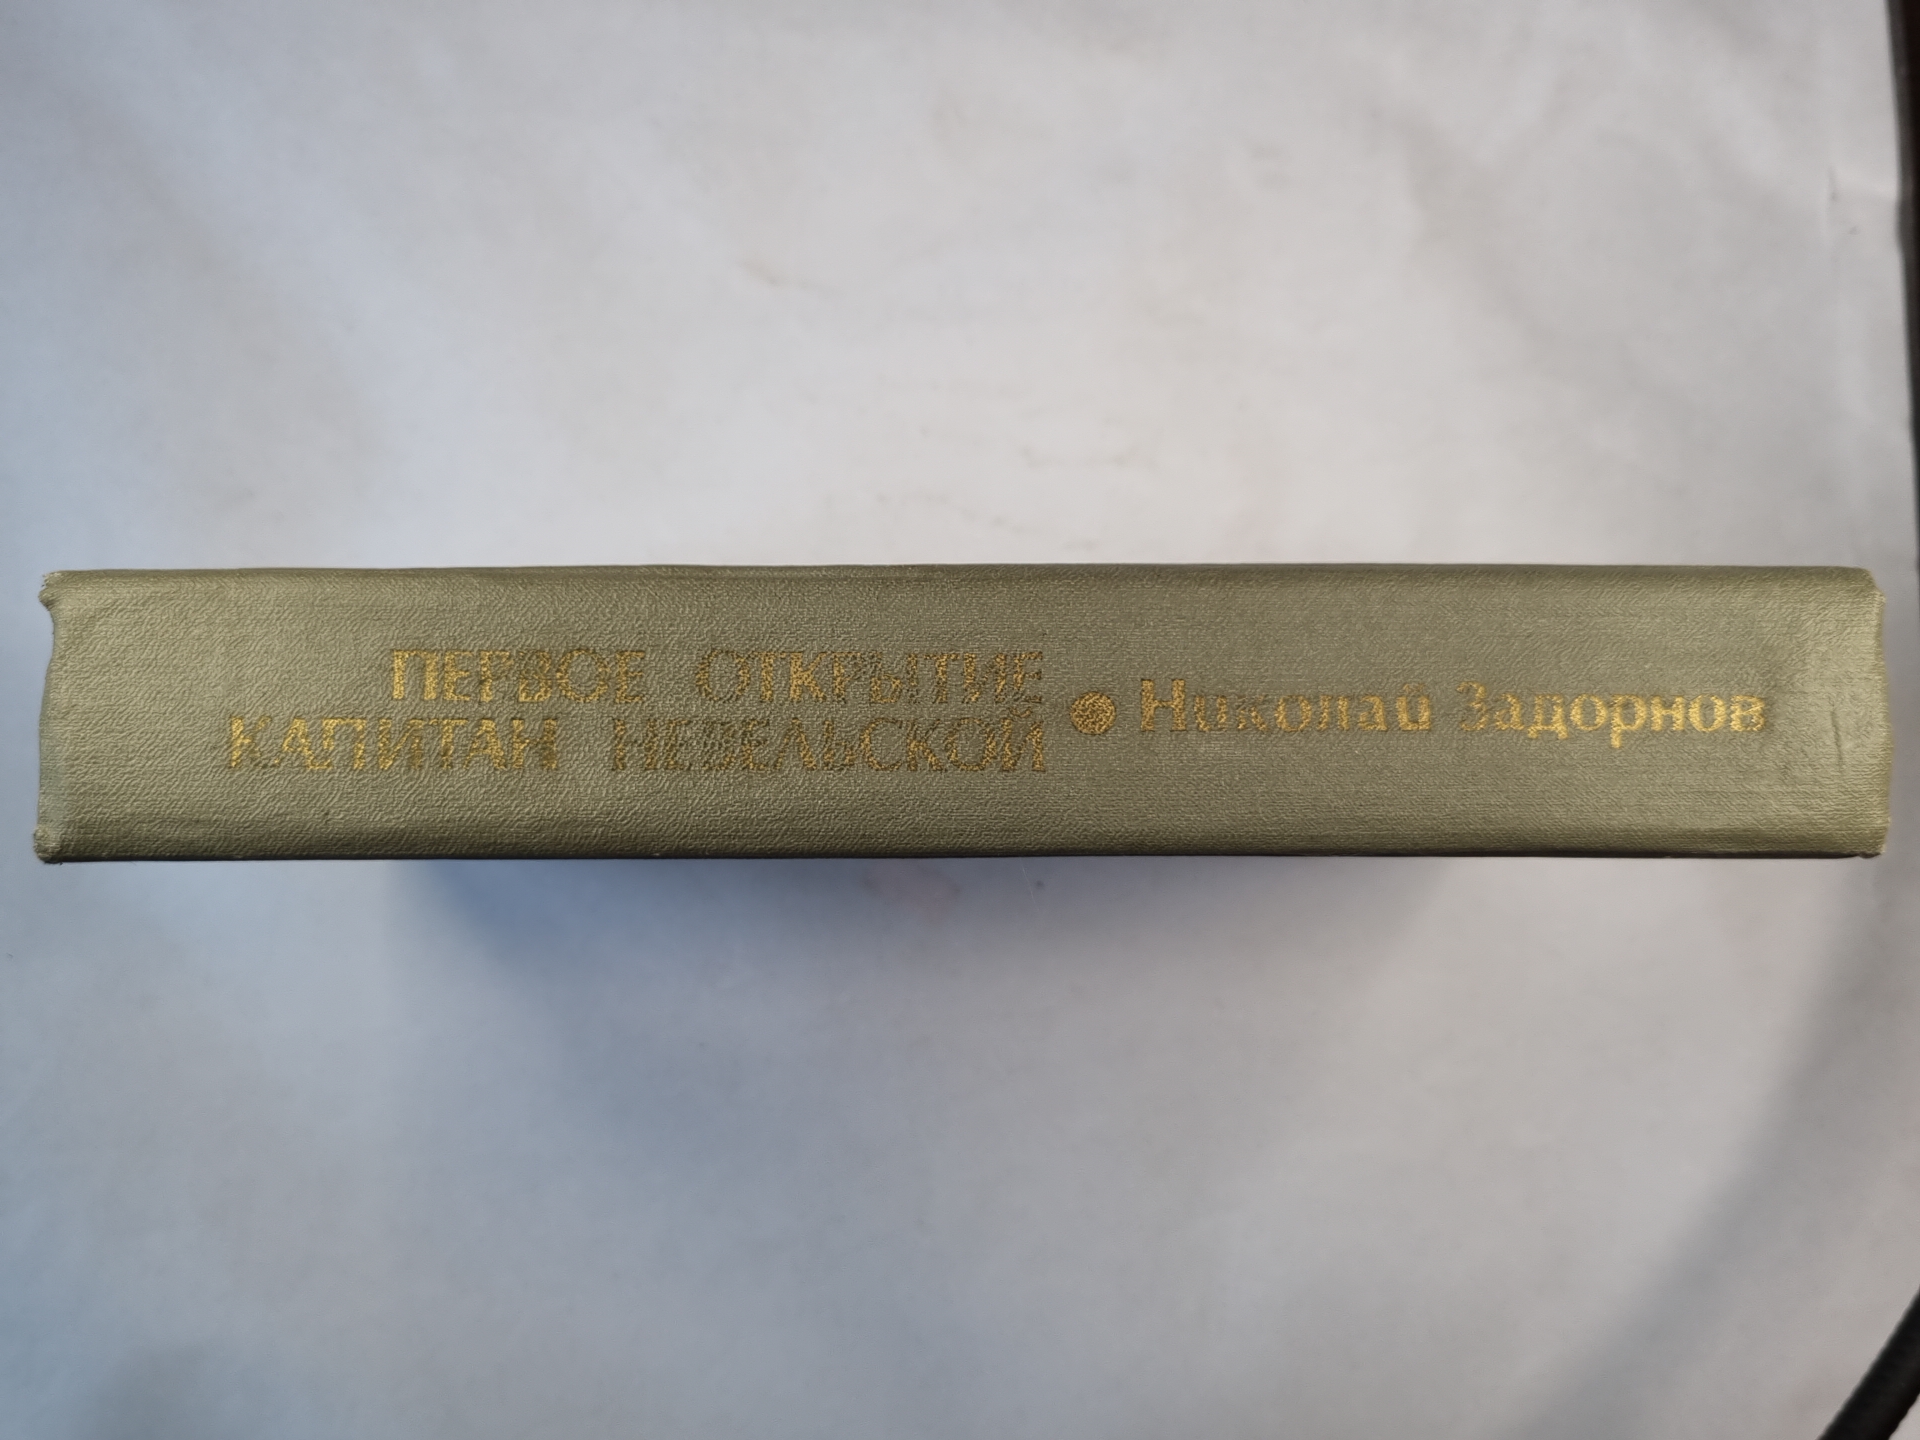 ПЕРВОЕ ОТКРЫТИЕ
КАПИТАН НЕВЕЛЬСКОЙ
Николай Задорнов